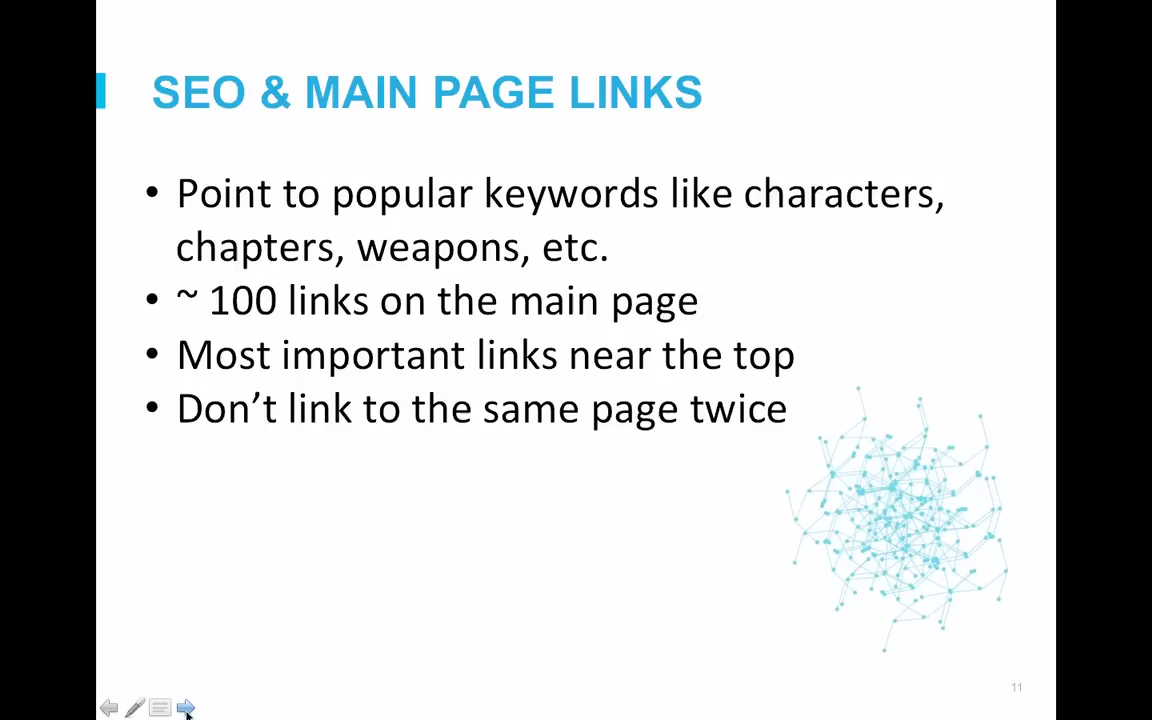 SEO & MAIN PAGE LINKS
• Point to popular keywords like characters,
chapters, weapons, etc.
• ~ 100 links on the main page
• Most important links near the top
• Don’t link to the same page twice
11